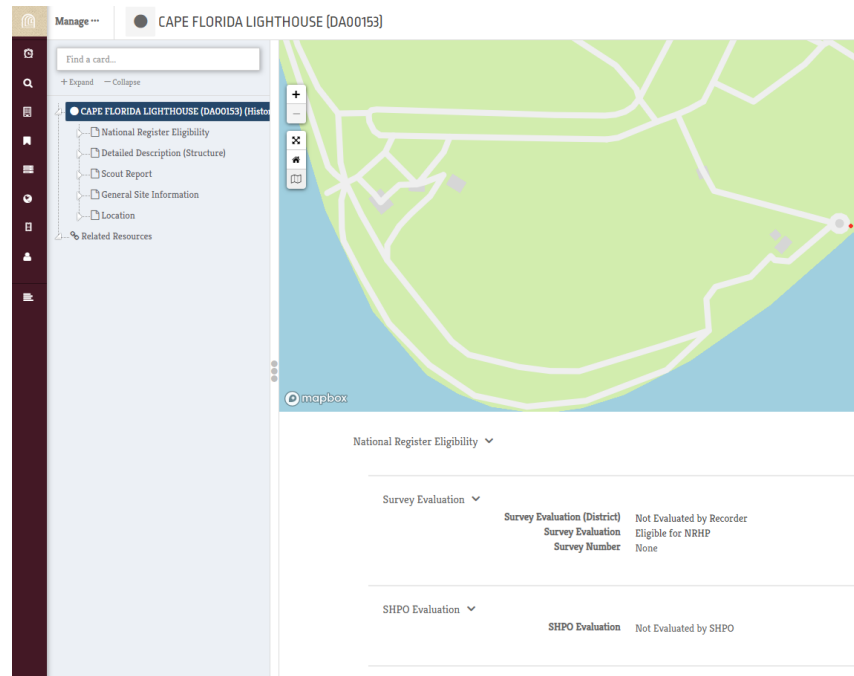 Manage ···
CAPE FLORIDA LIGHTHOUSE (DA00153)
Find a card...
+ Expand − Collapse
CAPE FLORIDA LIGHTHOUSE (DA00153) (Histo
National Register Eligibility
Detailed Description (Structure)
Scout Report
General Site Information
Location
Related Resources
mapbox
National Register Eligibility
Survey Evaluation
Survey Evaluation (District) Not Evaluated by Recorder
Survey Evaluation Eligible for NRHP
Survey Number None
SHPO Evaluation
SHPO Evaluation Not Evaluated by SHPO